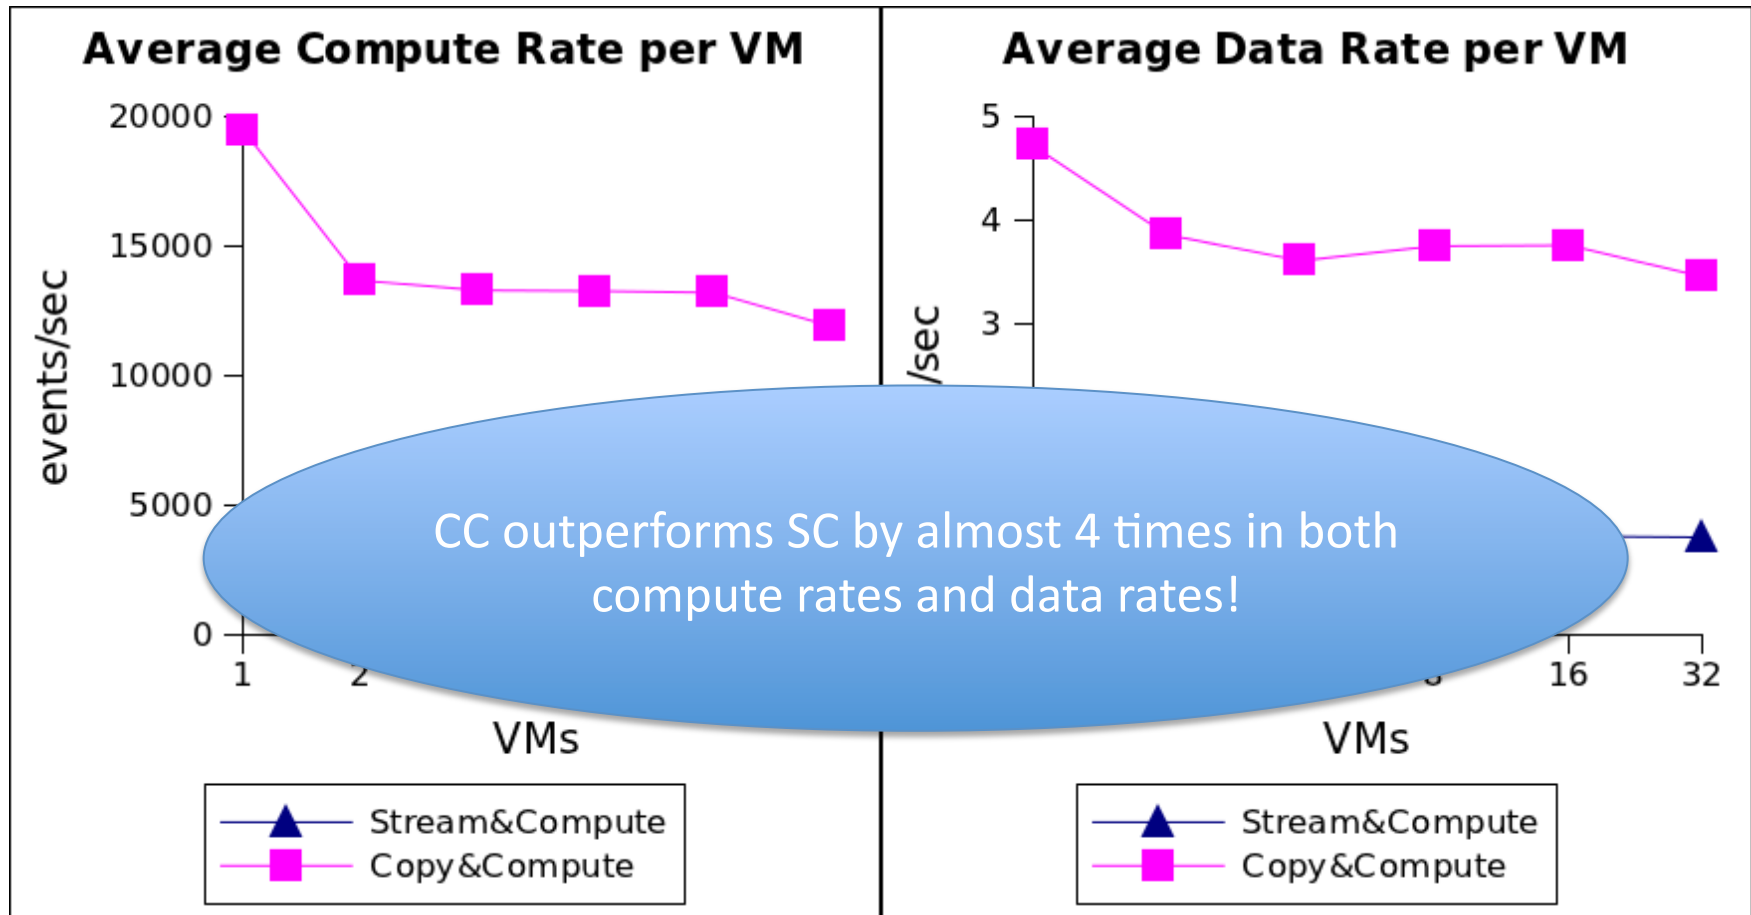 Average Compute Rate per VM
20000
15000
10000
5000
0
events/sec
1
2
VMs
Stream&Compute
Copy&Compute
Average Data Rate per VM
5
4
3
/sec
8
16
32
VMs
Stream&Compute
Copy&Compute
CC outperforms SC by almost 4 times in both
compute rates and data rates!